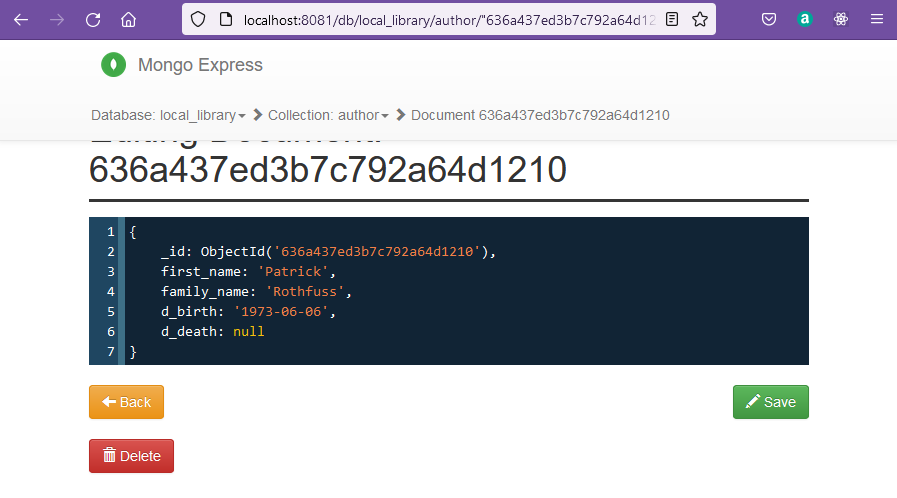 localhost:8081/db/local_library/author/"636a437ed3b7c792a64d12
Mongo Express
Database: local_library Collection: author Document 636a437ed3b7c792a64d1210
Editing Document:
636a437ed3b7c792a64d1210
1 {
2 _id: ObjectId('636a437ed3b7c792a64d1210'),
3 first_name: 'Patrick',
4 family_name: 'Rothfuss',
5 d_birth: '1973-06-06',
6 d_death: null
7 }
Back
Save
Delete